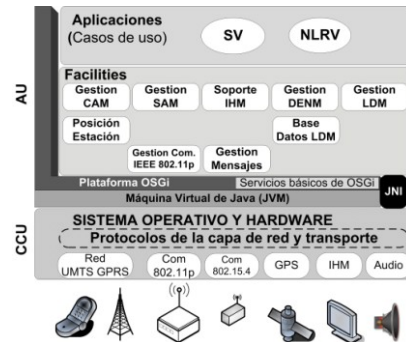 Aplicaciones
(Casos de uso)
SV
NLRV
AU
Facilities
Gestion
CAM
Gestion
SAM
Soporte
IHM
Gestion
DENM
Gestion
LDM
Posición
Estación
Base
Datos LDM
Gestion Com.
IEEE 802.11p
Gestion
Mensajes
Plataforma OSGi
Servicios básicos de OSGi
JNI
Máquina Virtual de Java (JVM)
CCU
SISTEMA OPERATIVO Y HARDWARE
Protocolos de la capa de red y transporte
Red
UMTS GPRS
Com
802.11p
Com
802.15.4
GPS
IHM
Audio